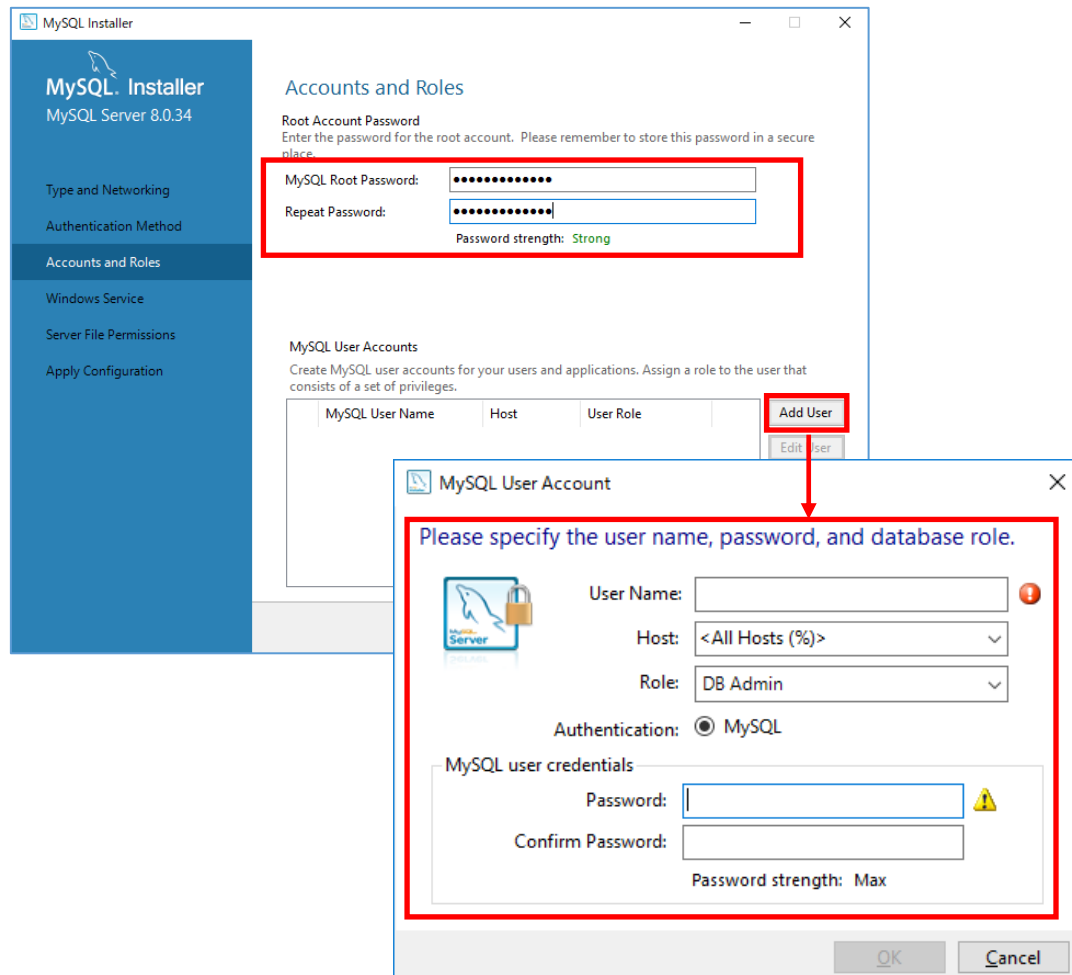 MySQL Installer
MySQL. Installer
MySQL Server 8.0.34
Type and Networking
Authentication Method
Accounts and Roles
Windows Service
Server File Permissions
Apply Configuration
Accounts and Roles
Root Account Password
Enter the password for the root account. Please remember to store this password in a secure
place.
MySQL Root Password: •••••••••••••
Repeat Password: •••••••••••••
Password strength: Strong
MySQL User Accounts
Create MySQL user accounts for your users and applications. Assign a role to the user that
consists of a set of privileges.
MySQL User Name Host User Role
Add User
Edit User
MySQL User Account
Please specify the user name, password, and database role.
MySQL
Server
User Name:
Host: <All Hosts (%)>
Role: DB Admin
Authentication: MySQL
MySQL user credentials
Password:
Confirm Password:
Password strength: Max
OK Cancel